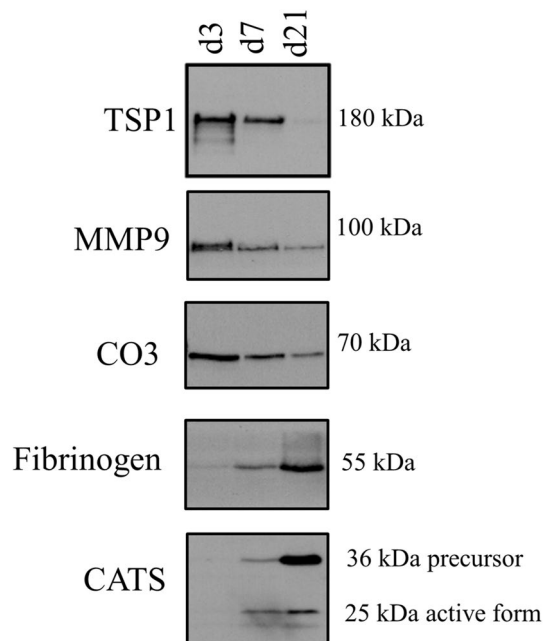 d3 d7 d21
TSP1 180 kDa
MMP9 100 kDa
CO3 70 kDa
Fibrinogen 55 kDa
CATS 36 kDa precursor
25 kDa active form